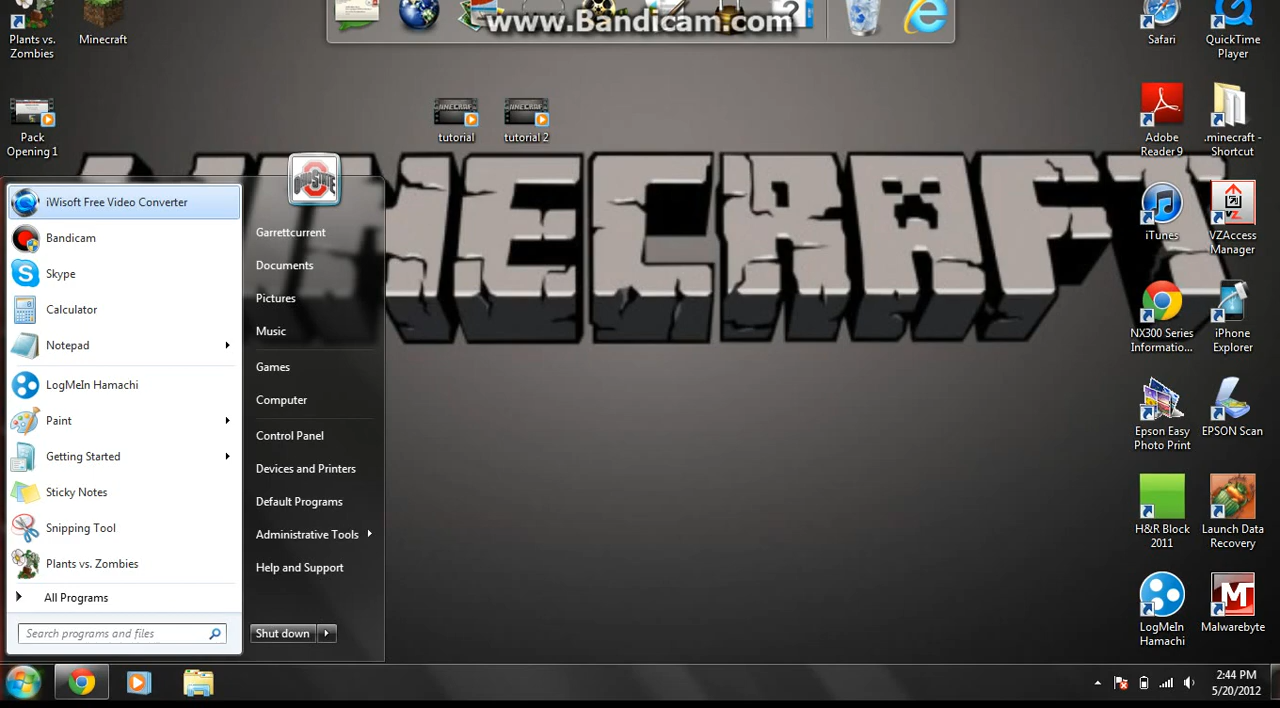 www.Bandicam.com
Plants vs.
Zombies
Minecraft
Safari
QuickTime
Player
Pack
Opening 1
tutorial
tutorial 2
Adobe
Reader 9
.minecraft -
Shortcut
MINECRAFT
iTunes
VZAccess
Manager
NX300 Series
Informatio...
iPhone
Explorer
Epson Easy
Photo Print
EPSON Scan
H&R Block
2011
Launch Data
Recovery
LogMeIn
Hamachi
Malwarebyte
iWisoft Free Video Converter
Bandicam
Skype
Calculator
Notepad
LogMeIn Hamachi
Paint
Getting Started
Sticky Notes
Snipping Tool
Plants vs. Zombies
All Programs
Search programs and files
Garrettcurrent
Documents
Pictures
Music
Games
Computer
Control Panel
Devices and Printers
Default Programs
Administrative Tools
Help and Support
Shut down
2:44 PM
5/20/2012